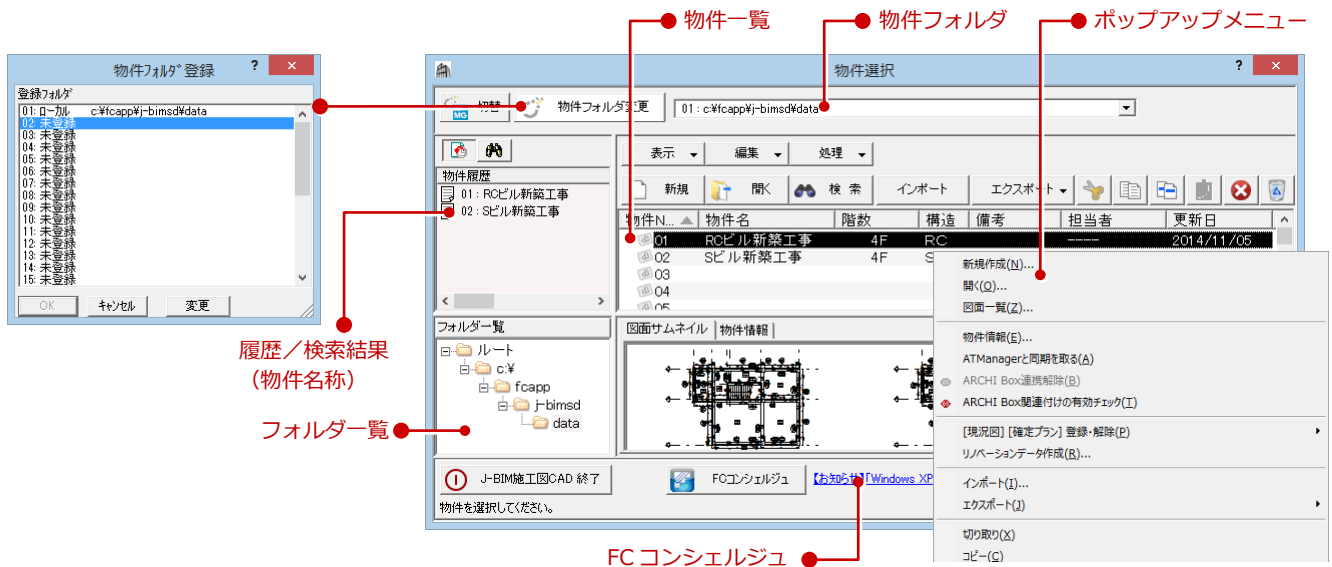 物件一覧
物件フォルダ
ポップアップメニュー
物件ﾌｫﾙﾀﾞ登録
?
×
登録ﾌｫﾙﾀﾞ
01: ﾛｰｶﾙ c:¥fcapp¥j-bimsd¥data
02: 未登録
03: 未登録
04: 未登録
05: 未登録
06: 未登録
07: 未登録
08: 未登録
09: 未登録
10: 未登録
11: 未登録
12: 未登録
13: 未登録
14: 未登録
15: 未登録
OK
ｷｬﾝｾﾙ
変更
物件選択
?
×
MG
切替
物件フォルダ変更
01 : c:¥fcapp¥j-bimsd¥data
物件履歴
01 : RCビル新築工事
02 : Sビル新築工事
表示
編集
処理
新規
開く
検 索
インポート
エクスポート
物件N...
物件名
階数
構造
備考
担当者
更新日
01 RCビル新築工事 4F RC ---- 2014/11/05
02 Sビル新築工事 4F S
03
04
05
フォルダー覧
ルート
c:¥
fcapp
j-bimsd
data
図面サムネイル
物件情報
J-BIM施工図CAD 終了
FCコンシェルジュ
【お知らせ】「Windows XP
物件を選択してください。
新規作成(N)...
開く(O)...
図面一覧(Z)...
物件情報(E)...
ATManagerと同期を取る(A)
ARCHI Box連携解除(B)
ARCHI Box関連付けの有効チェック(T)
[現況図] [確定プラン] 登録・解除(P)
リノベーションデータ作成(R)...
インポート(I)...
エクスポート(J)
切り取り(X)
コピー(C)
履歴／検索結果
（物件名称）
フォルダ一覧
FC コンシェルジュ